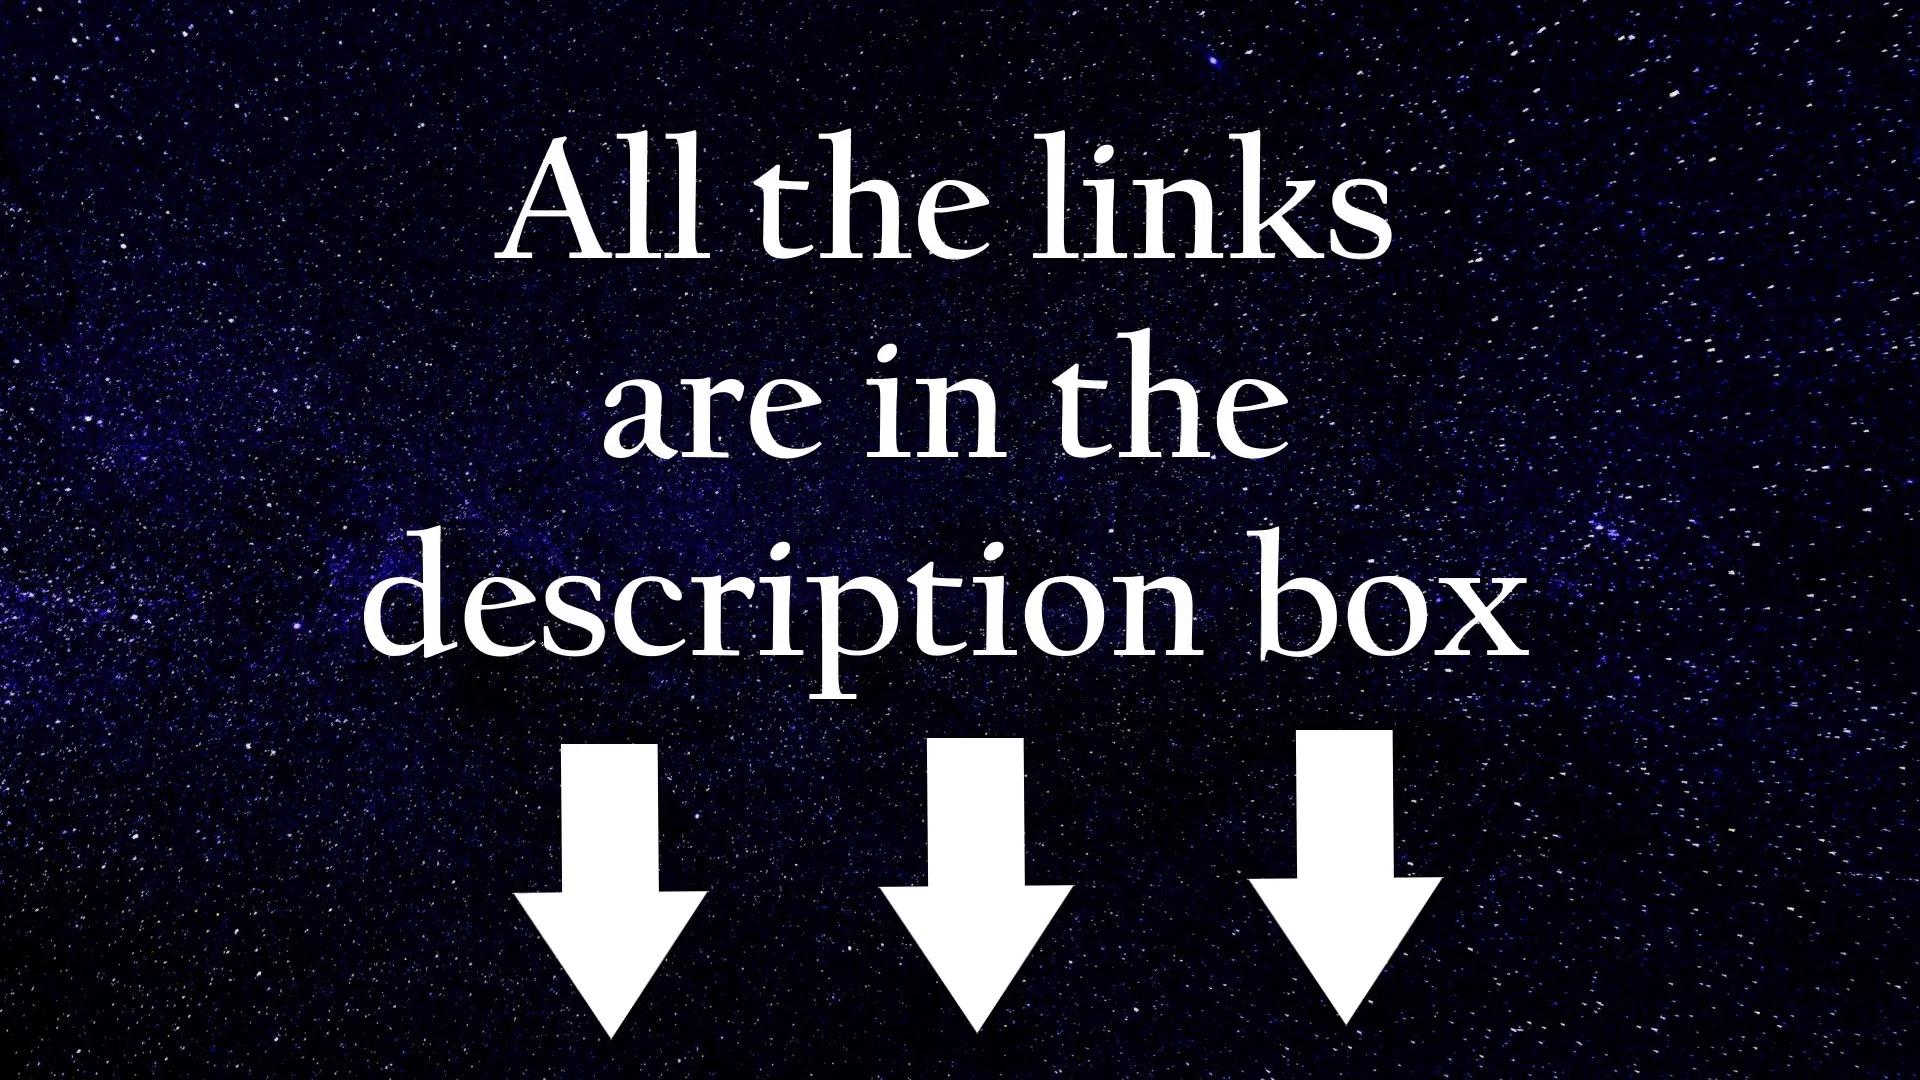 All the links
are in the
description box